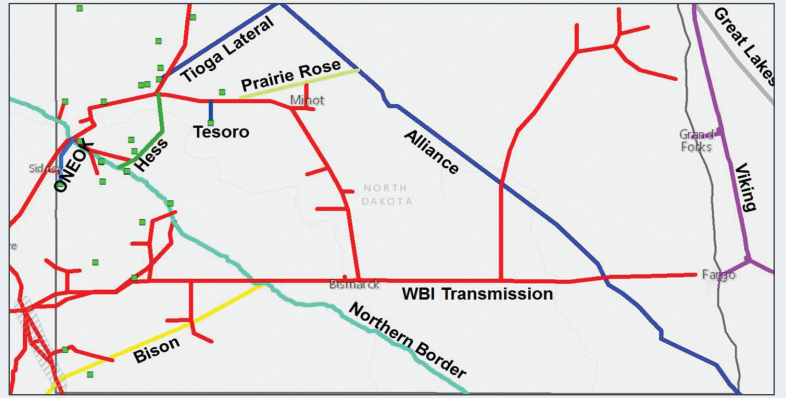 Great Lakes
Tioga Lateral
Prairie Rose
Minot
Tesoro
Alliance
Grand
Forks
Hess
ONEOK
NORTH
DAKOTA
Viking
Fargo
Bismarck
WBI Transmission
Northern Border
Bison